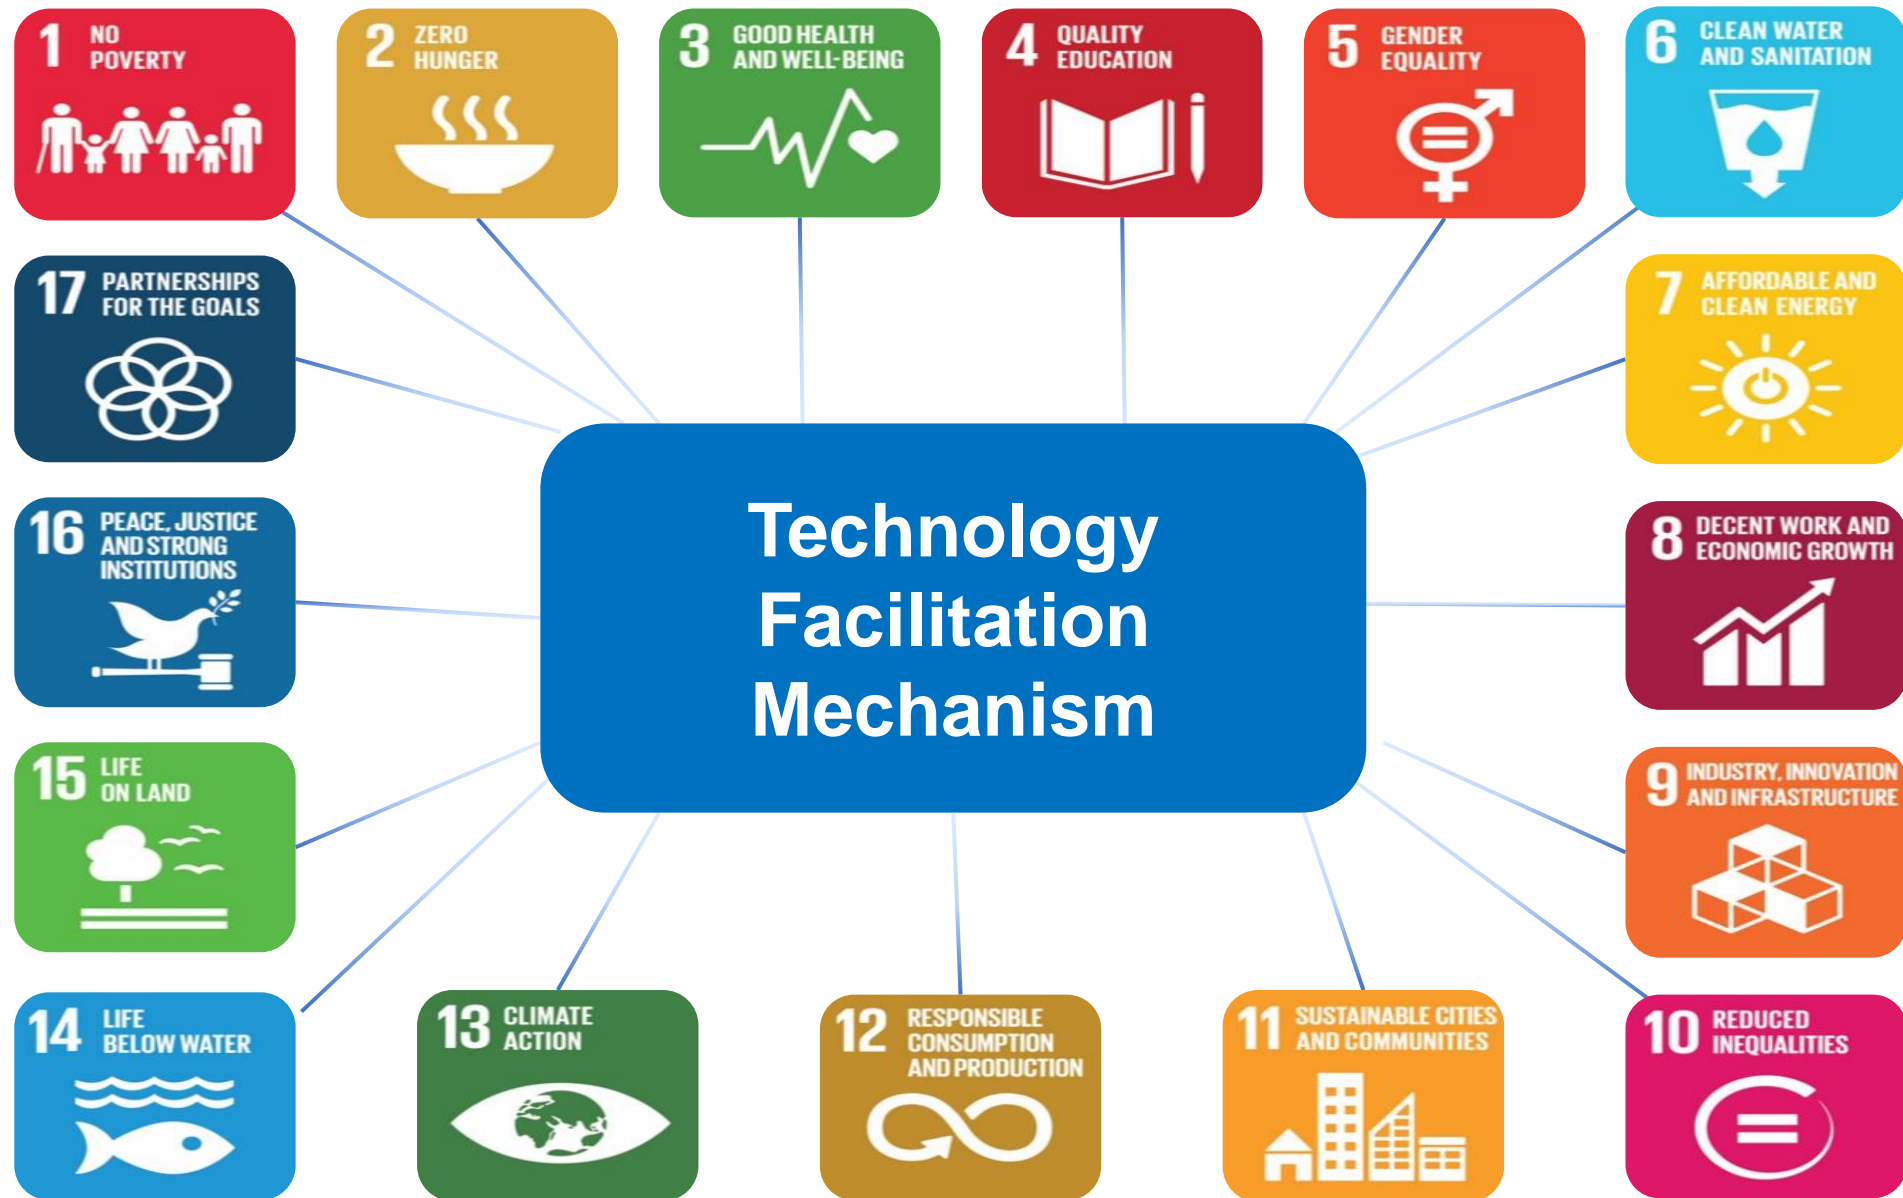 1 NO
POVERTY
2 ZERO
HUNGER
3 GOOD HEALTH
AND WELL-BEING
4 QUALITY
EDUCATION
5 GENDER
EQUALITY
6 CLEAN WATER
AND SANITATION
17 PARTNERSHIPS
FOR THE GOALS
7 AFFORDABLE AND
CLEAN ENERGY
16 PEACE, JUSTICE
AND STRONG
INSTITUTIONS
Technology
Facilitation
Mechanism
8 DECENT WORK AND
ECONOMIC GROWTH
15 LIFE
ON LAND
9 INDUSTRY, INNOVATION
AND INFRASTRUCTURE
14 LIFE
BELOW WATER
13 CLIMATE
ACTION
12 RESPONSIBLE
CONSUMPTION
AND PRODUCTION
11 SUSTAINABLE CITIES
AND COMMUNITIES
10 REDUCED
INEQUALITIES